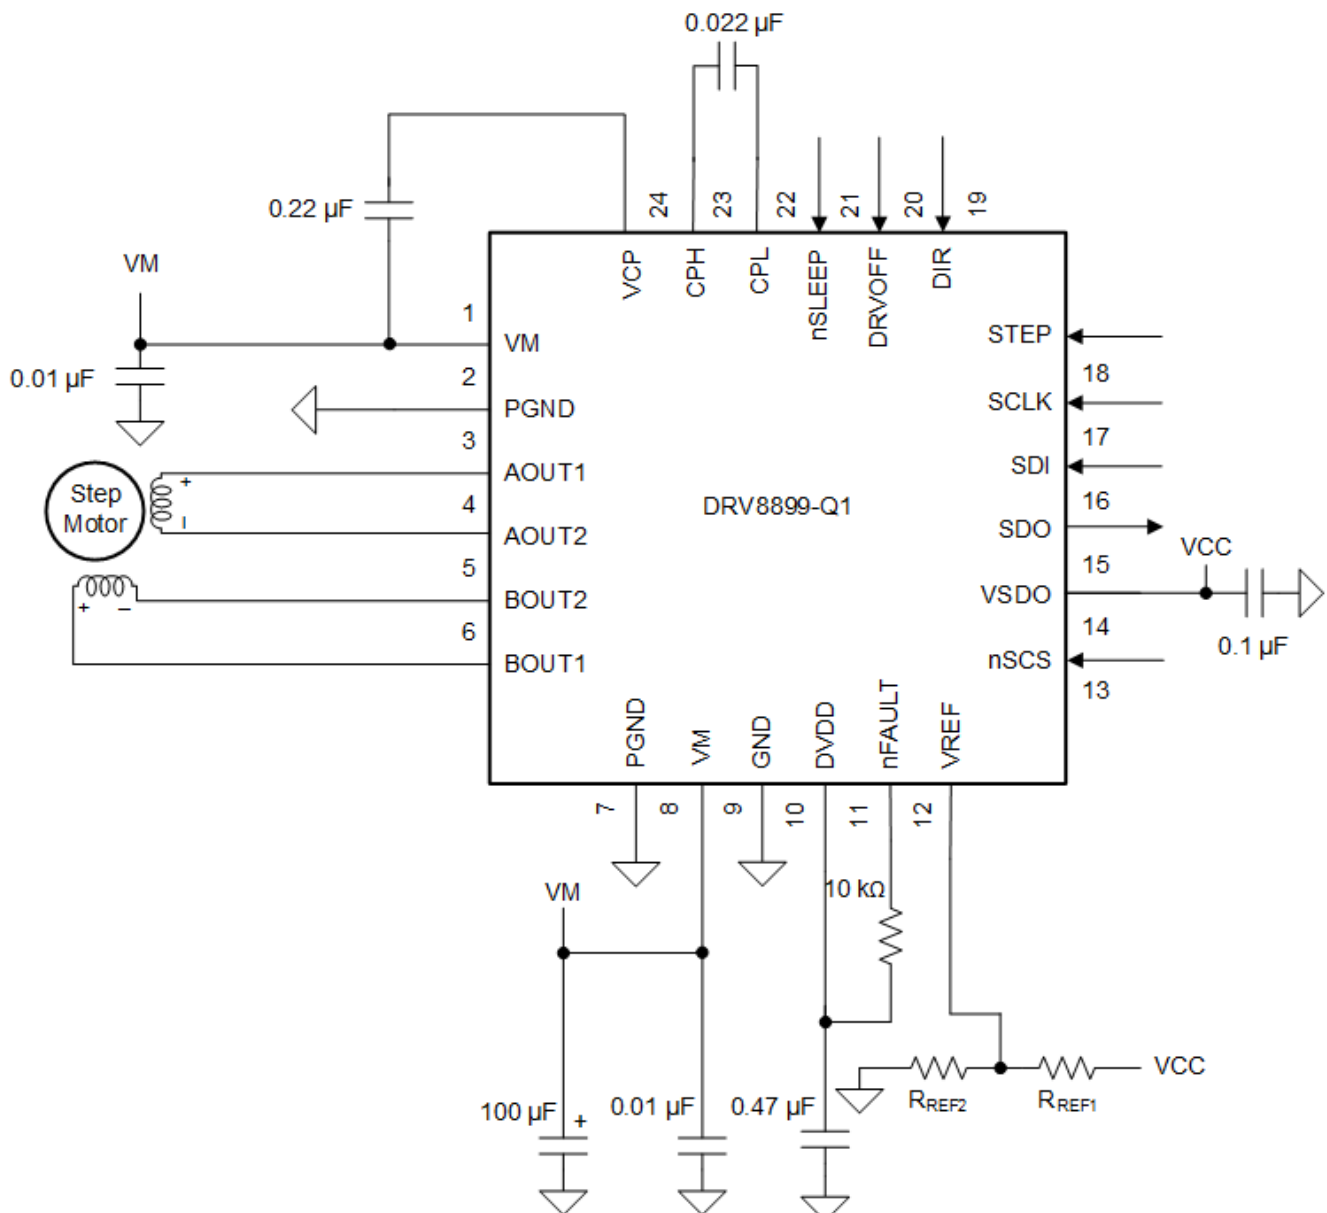 0.022 µF
0.22 µF
24
23
22
21
20
19
VCP
CPH
CPL
nSLEEP
DRVOFF
DIR
VM
0.01 µF
1
VM
2
PGND
3
AOUT1
4
AOUT2
5
BOUT2
6
BOUT1
Step
Motor
+
–
+
–
DRV8899-Q1
STEP
18
SCLK
17
SDI
16
SDO
15
VSDO
14
nSCS
13
VCC
0.1 µF
PGND
VM
GND
DVDD
nFAULT
VREF
7
8
9
10
11
12
10 kΩ
VM
100 µF
+
0.01 µF
0.47 µF
RREF2
RREF1
VCC